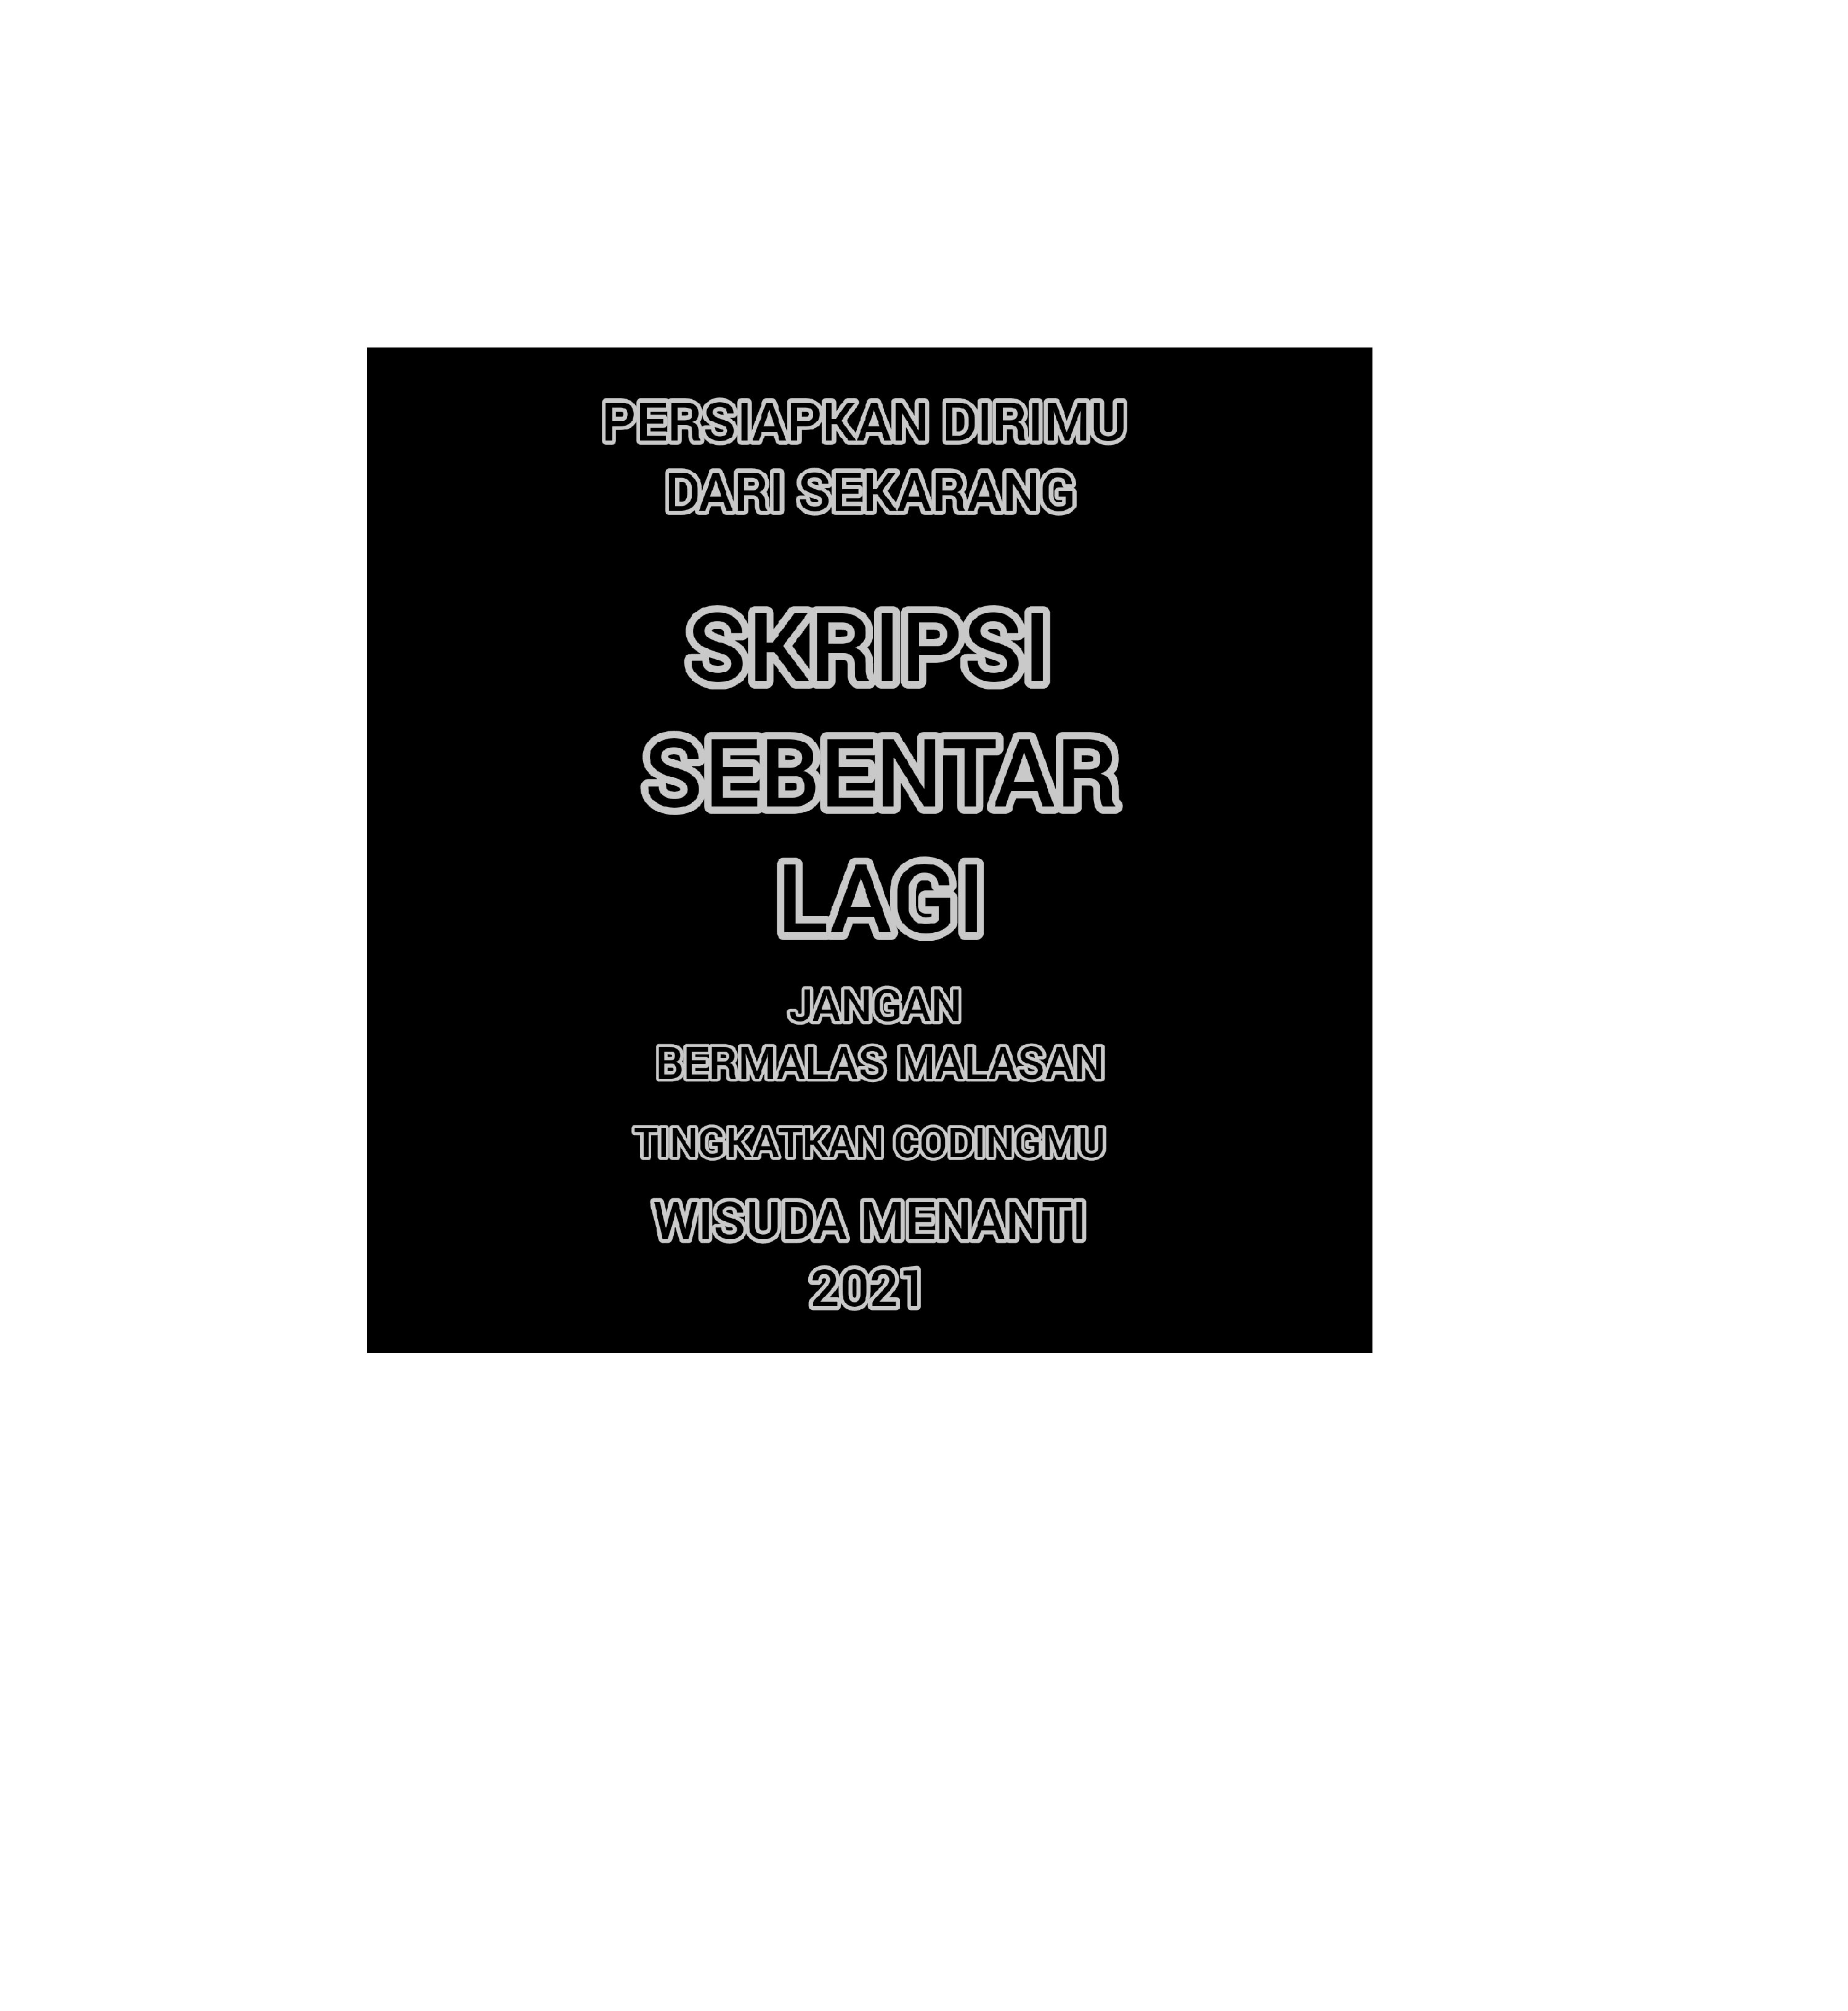 PERSIAPKAN DIRIMU
DARI SEKARANG
SKRIPSI
SEBENTAR
LAGI
JANGAN
BERMALAS MALASAN
TINGKATKAN CODINGMU
WISUDA MENANTI
2021